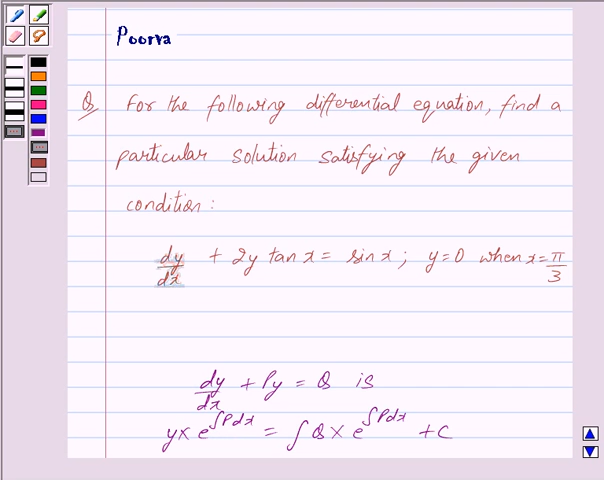 Poorva
Q For the following differential equation, find a
particular solution satisfying the given
condition:
dy/dx + 2y tan x = sin x; y=0 when x=π/3
dy/dx + Py = Q is
y× e^∫Pdx = ∫ Q × e^∫Pdx + C